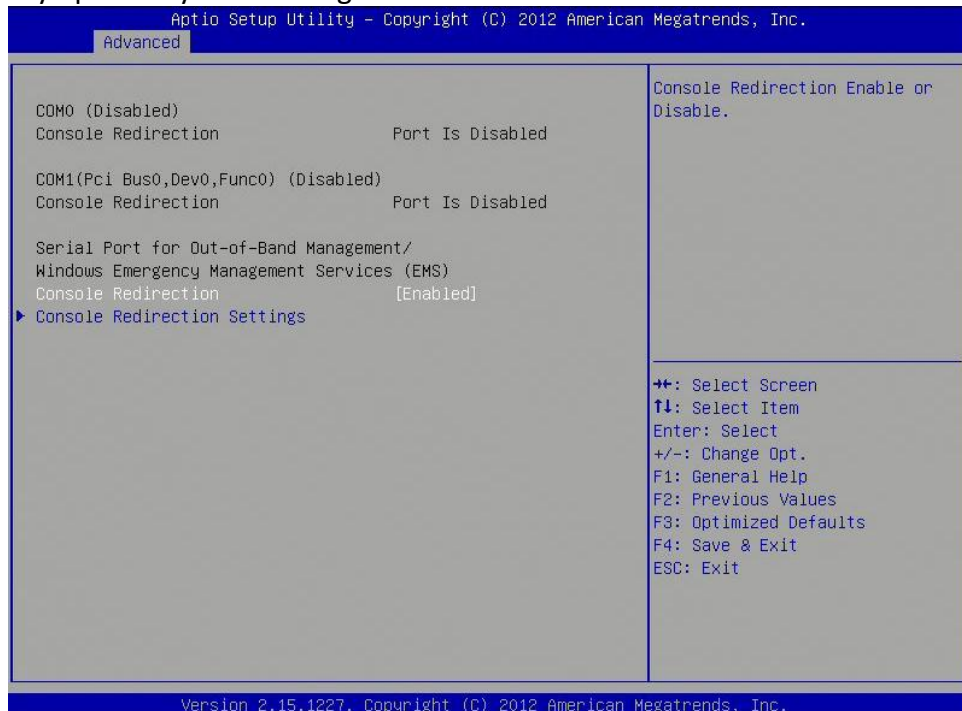 Aptio Setup Utility – Copyright (C) 2012 American Megatrends, Inc.
Advanced
COM0 (Disabled)
Console Redirection Port Is Disabled
COM1(Pci Bus0,Dev0,Func0) (Disabled)
Console Redirection Port Is Disabled
Serial Port for Out-of-Band Management/
Windows Emergency Management Services (EMS)
Console Redirection [Enabled]
Console Redirection Settings
Console Redirection Enable or
Disable.
→←: Select Screen
↑↓: Select Item
Enter: Select
+/-: Change Opt.
F1: General Help
F2: Previous Values
F3: Optimized Defaults
F4: Save & Exit
ESC: Exit
Version 2.15.1227. Copyright (C) 2012 American Megatrends, Inc.